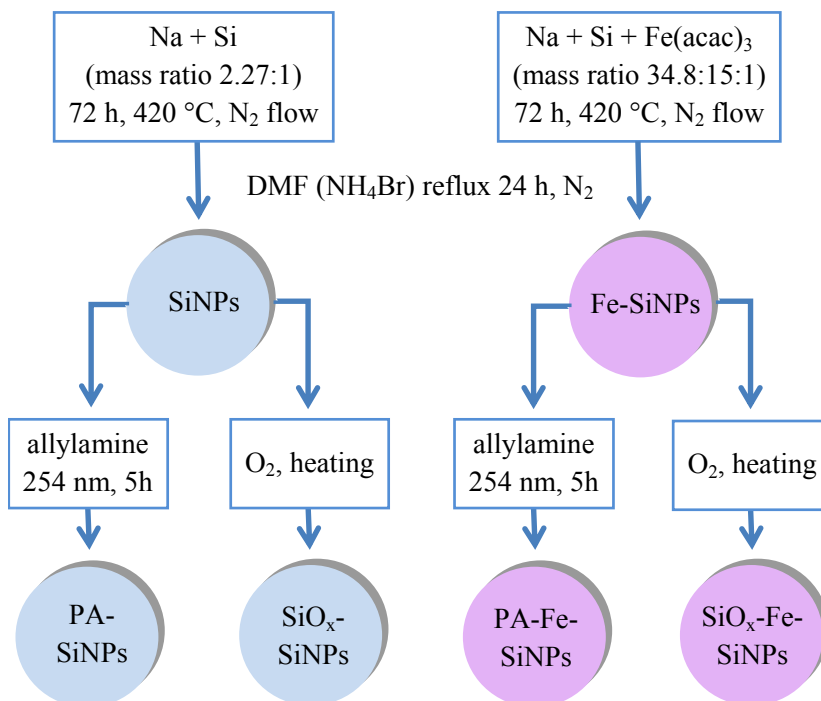 Na + Si
(mass ratio 2.27:1)
72 h, 420 °C, N₂ flow
Na + Si + Fe(acac)₃
(mass ratio 34.8:15:1)
72 h, 420 °C, N₂ flow
DMF (NH₄Br) reflux 24 h, N₂
SiNPs
Fe-SiNPs
allylamine
254 nm, 5h
O₂, heating
allylamine
254 nm, 5h
O₂, heating
PA-
SiNPs
SiOₓ-
SiNPs
PA-Fe-
SiNPs
SiOₓ-Fe-
SiNPs